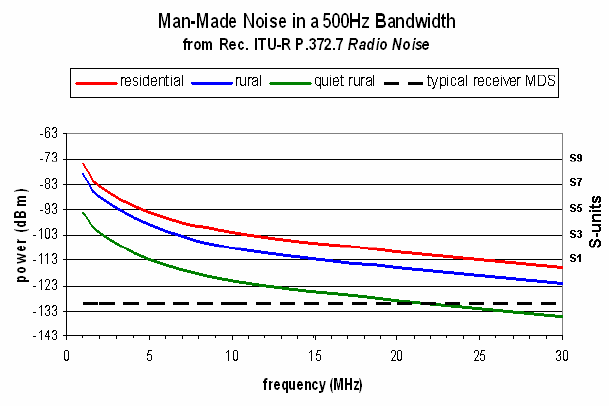 Man-Made Noise in a 500Hz Bandwidth
from Rec. ITU-R P.372.7 Radio Noise
residential rural quiet rural typical receiver MDS
power (dBm)
-63
-73
-83
-93
-103
-113
-123
-133
-143
S9
S7
S5
S3
S1
S-units
0 5 10 15 20 25 30
frequency (MHz)